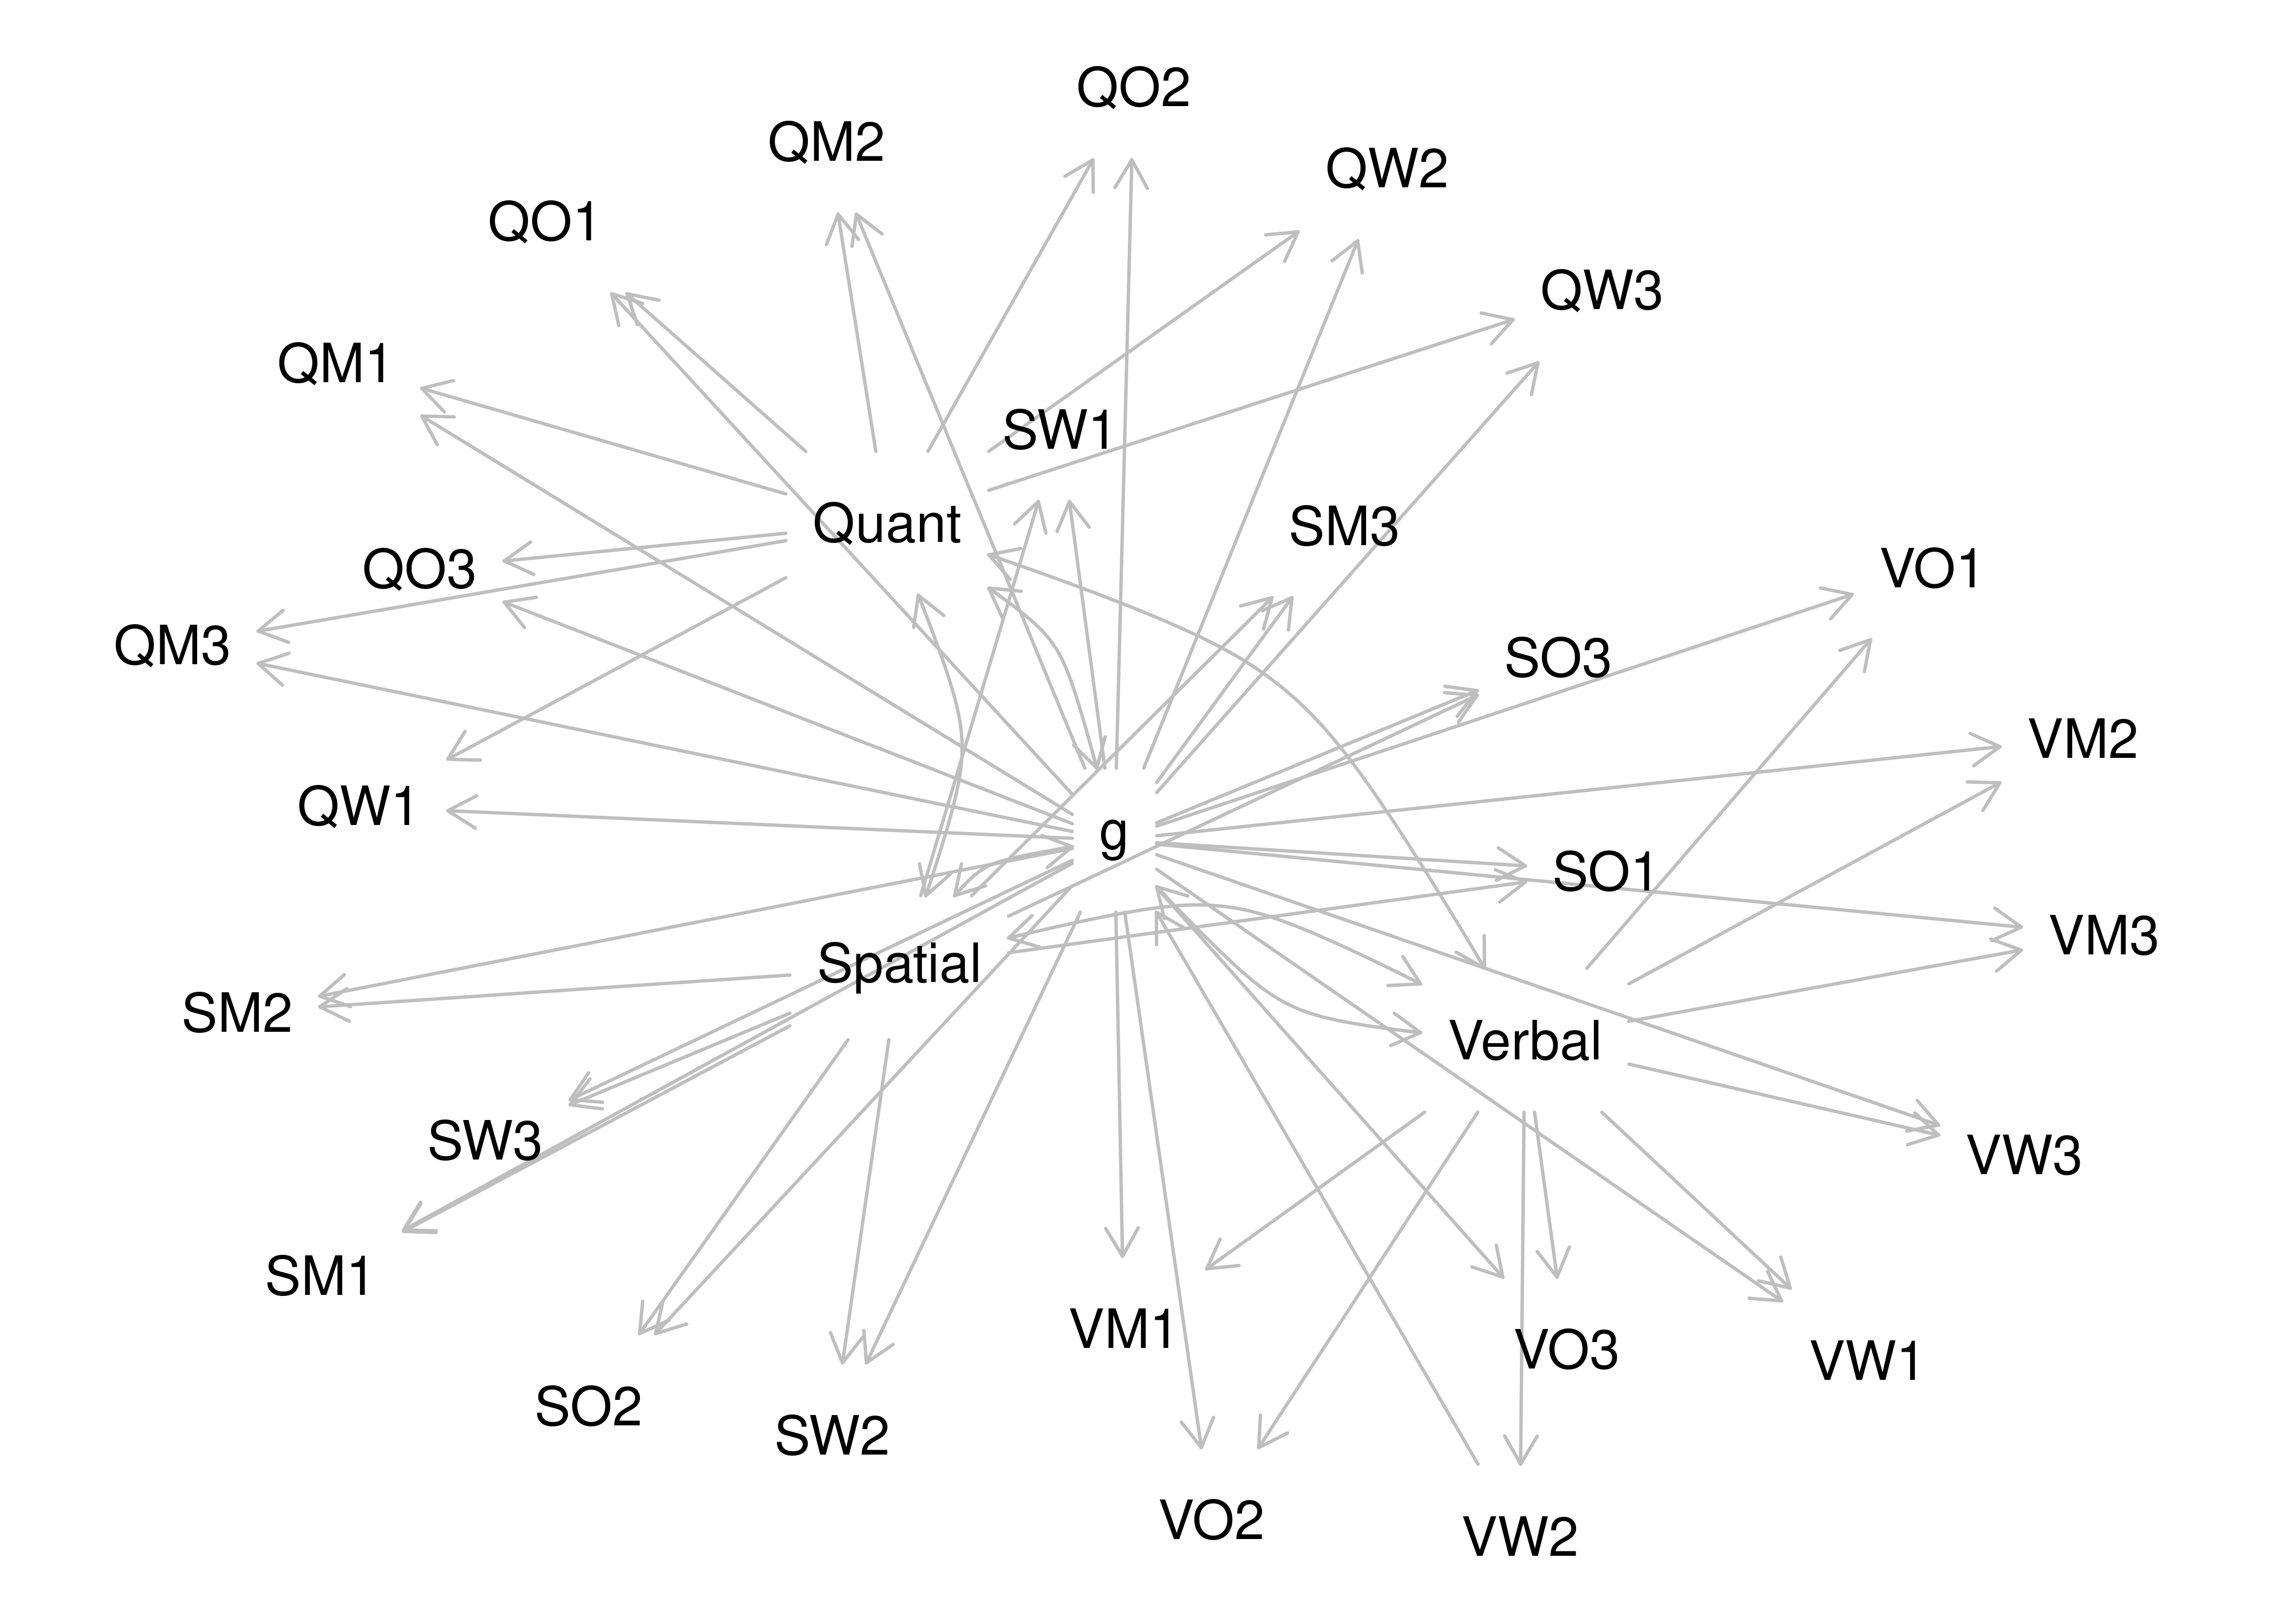 QO2
QM2
QW2
QO1
QW3
QM1
SW1
Quant
SM3
QO3
VO1
QM3
SO3
VM2
QW1
g
SO1
VM3
Spatial
SM2
Verbal
SW3
VW3
SM1
VM1
VO3
VW1
SO2
SW2
VO2
VW2